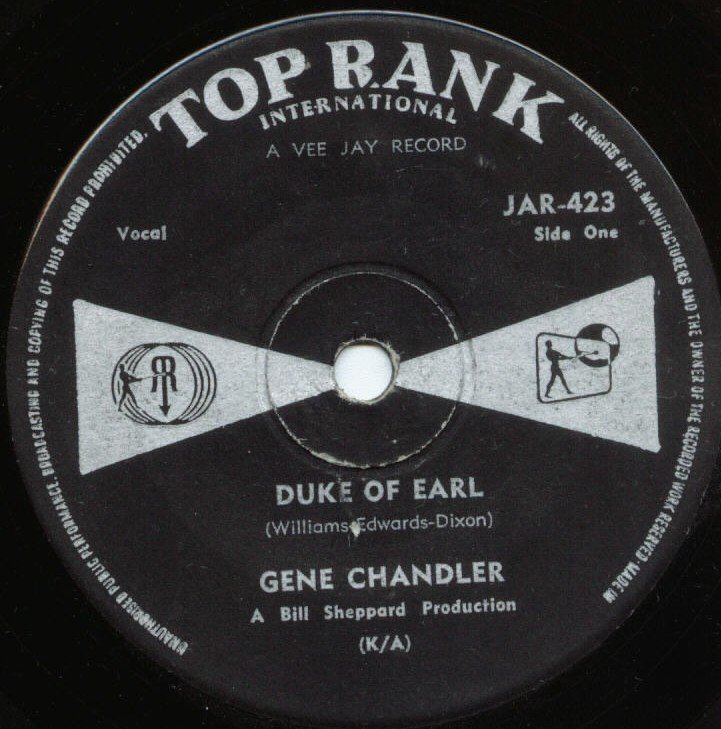 TOP RANK
INTERNATIONAL
A VEE JAY RECORD
JAR-423
Vocal
Side One
DUKE OF EARL
(Williams-Edwards-Dixon)
GENE CHANDLER
A Bill Sheppard Production
(K/A)
UNAUTHORISED PUBLIC PERFORMANCE, BROADCASTING AND COPYING OF THIS RECORD PROHIBITED.
ALL RIGHTS OF THE MANUFACTURERS AND THE OWNER OF THE RECORDED WORK RESERVED MADE IN